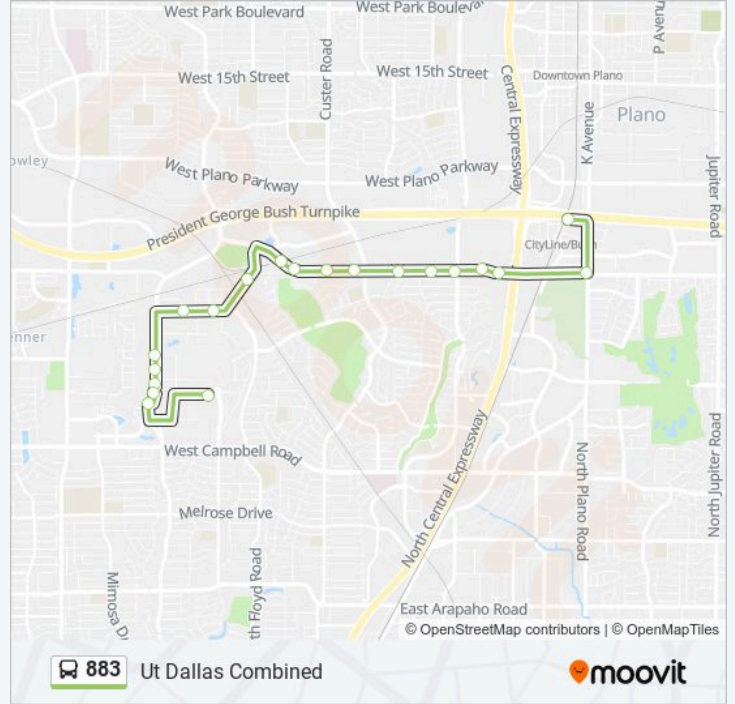 West Park Boulevard
West Park Bouleva
West 15th Street
West 15th Street
Custer Road
Central Expressway
Downtown Plano
P Avenu
Plano
K Avenue
owley
West Plano Parkway
West Plano Parkway
Jupiter Road
President George Bush Turnpike
CityLine/Bush
enner
West Campbell Road
North Central Expressway
North Plano Road
North Jupiter Road
Melrose Drive
Mimosa D
th Floyd Road
East Arapaho Road
© OpenStreetMap contributors | © OpenMapTiles
883 Ut Dallas Combined
moovit